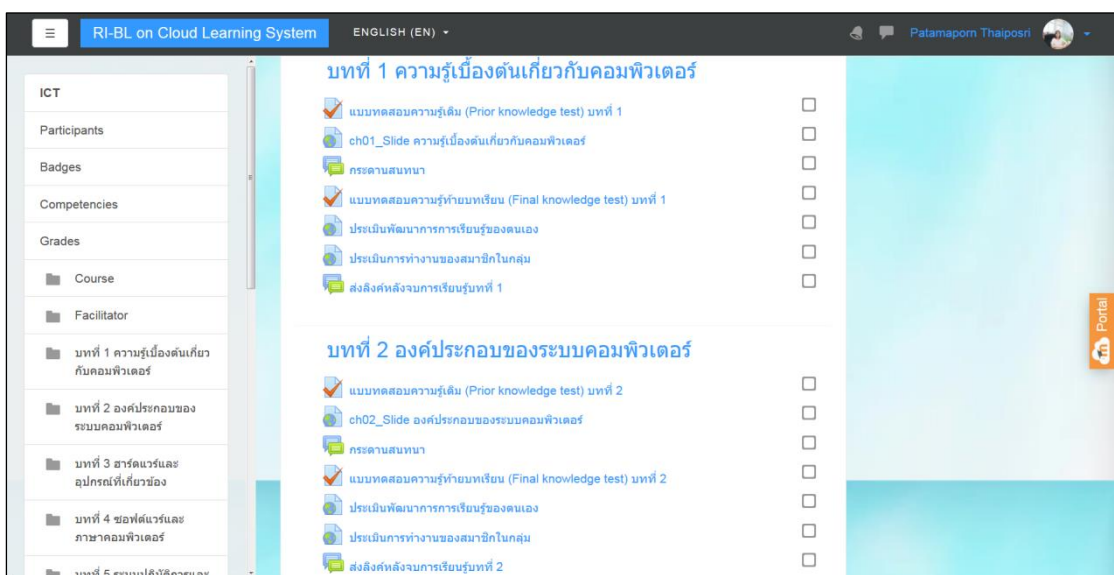 RI-BL on Cloud Learning System
ENGLISH (EN)
Patamaporn Thaiposri
ICT
Participants
Badges
Competencies
Grades
Course
Facilitator
บทที่ 1 ความรู้เบื้องต้นเกี่ยว
กับคอมพิวเตอร์
บทที่ 2 องค์ประกอบของ
ระบบคอมพิวเตอร์
บทที่ 3 ฮาร์ดแวร์และ
อุปกรณ์ที่เกี่ยวข้อง
บทที่ 4 ซอฟต์แวร์และ
ภาษาคอมพิวเตอร์
บทที่ 5 ระบบปฏิบัติการและ
บทที่ 1 ความรู้เบื้องต้นเกี่ยวกับคอมพิวเตอร์
แบบทดสอบความรู้เดิม (Prior knowledge test) บทที่ 1
ch01_Slide ความรู้เบื้องต้นเกี่ยวกับคอมพิวเตอร์
กระดานสนทนา
แบบทดสอบความรู้ท้ายบทเรียน (Final knowledge test) บทที่ 1
ประเมินพัฒนาการการเรียนรู้ของตนเอง
ประเมินการทำงานของสมาชิกในกลุ่ม
ส่งลิงค์หลังจบการเรียนรู้บทที่ 1
บทที่ 2 องค์ประกอบของระบบคอมพิวเตอร์
แบบทดสอบความรู้เดิม (Prior knowledge test) บทที่ 2
ch02_Slide องค์ประกอบของระบบคอมพิวเตอร์
กระดานสนทนา
แบบทดสอบความรู้ท้ายบทเรียน (Final knowledge test) บทที่ 2
ประเมินพัฒนาการการเรียนรู้ของตนเอง
ประเมินการทำงานของสมาชิกในกลุ่ม
ส่งลิงค์หลังจบการเรียนรู้บทที่ 2
Portal